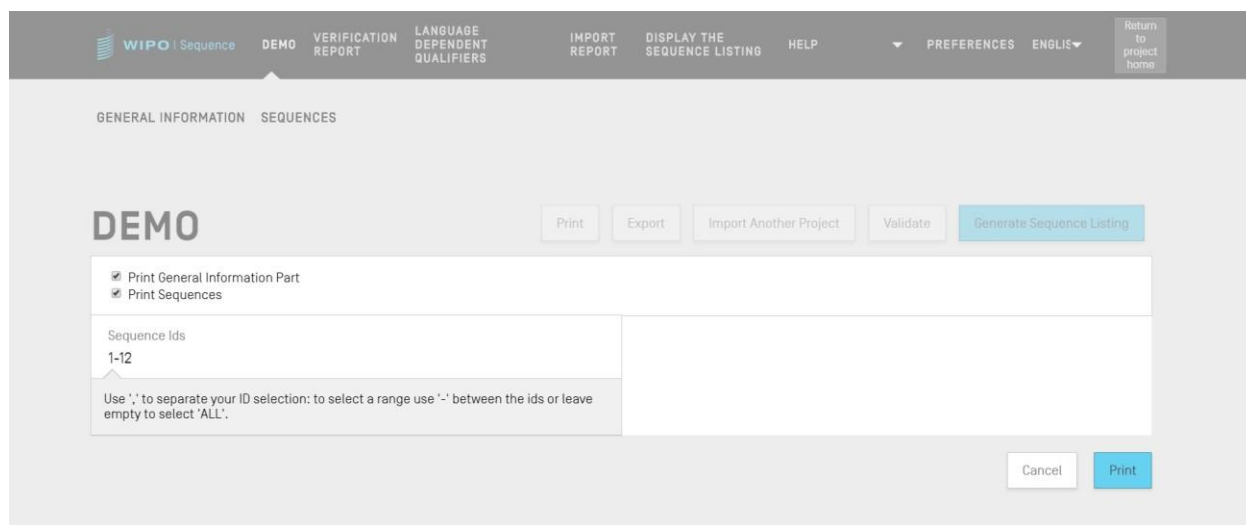 WIPO | Sequence
DEMO
VERIFICATION
REPORT
LANGUAGE
DEPENDENT
QUALIFIERS
IMPORT
REPORT
DISPLAY THE
SEQUENCE LISTING
HELP
PREFERENCES
ENGLIS
Return
to
project
home
GENERAL INFORMATION SEQUENCES
DEMO
Print Export Import Another Project Validate Generate Sequence Listing
Print General Information Part
Print Sequences
Sequence Ids
1-12
Use ',' to separate your ID selection: to select a range use '-' between the ids or leave
empty to select 'ALL'.
Cancel Print